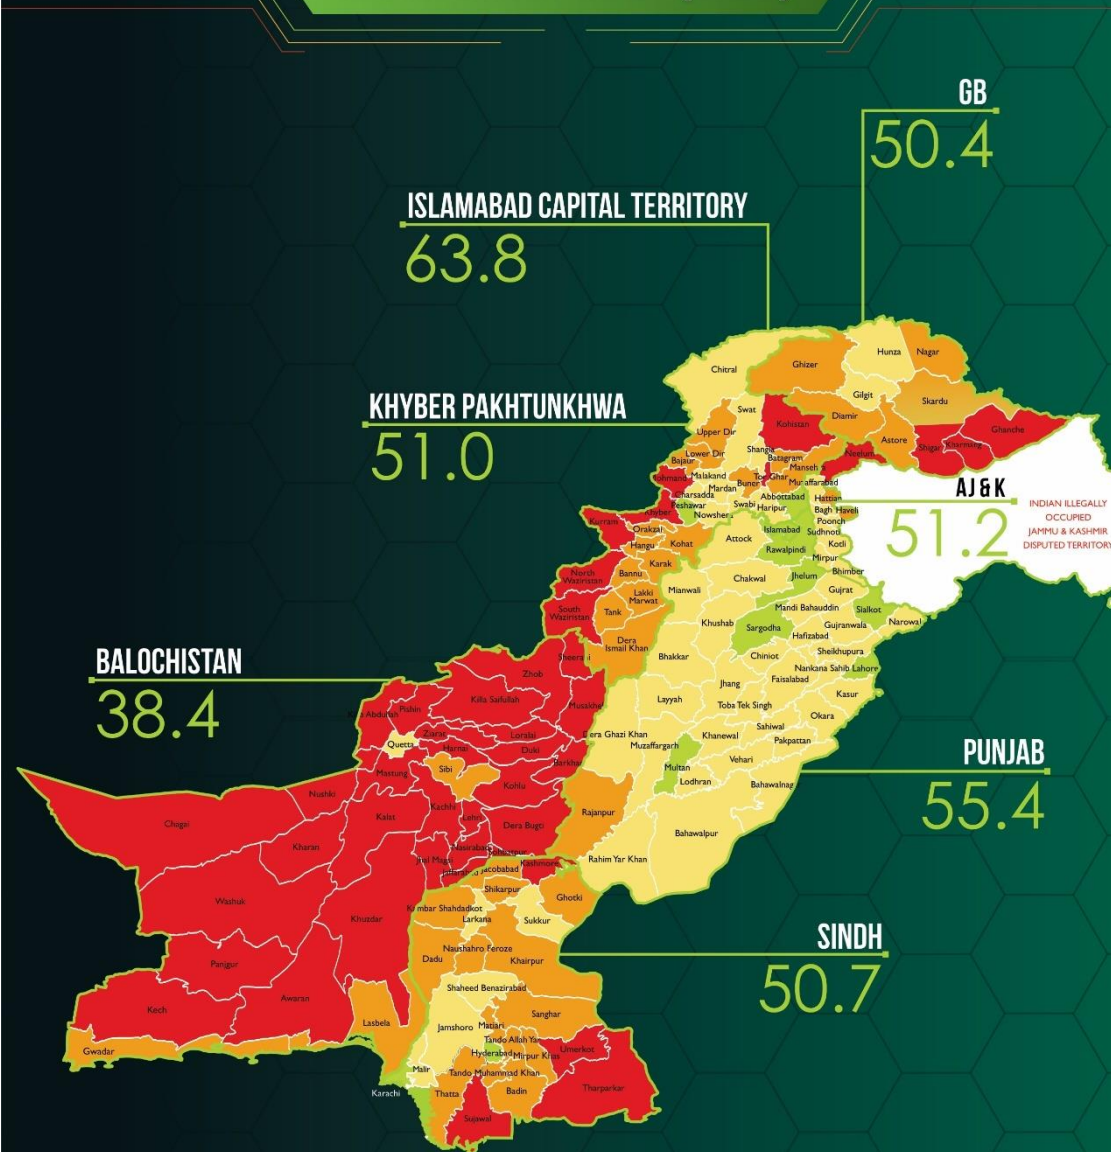 GB
50.4
ISLAMABAD CAPITAL TERRITORY
63.8
KHYBER PAKHTUNKHWA
51.0
AJ&K
51.2
INDIAN ILLEGALLY
OCCUPIED
JAMMU & KASHMIR
DISPUTED TERRITORY
BALOCHISTAN
38.4
PUNJAB
55.4
SINDH
50.7
Chitral
Ghizer
Hunza
Nagar
Gilgit
Skardu
Diamir
Astore
Shigar
Kharmang
Ghanche
Swat
Kohistan
Upper Dir
Lower Dir
Shangla
Batagram
Bajaur
Malakand
Buner
Tor Ghar
Neelum
Mardan
Charsadda
Abbottabad
Muzaffarabad
Hattian
Peshawar
Swabi
Haripur
Bagh
Haveli
Khyber
Nowshera
Poonch
Kurram
Orakzai
Islamabad
Sudhnoti
Hangu
Kohat
Attock
Rawalpindi
Kotli
Karak
Mirpur
North
Waziristan
Bannu
Chakwal
Jhelum
Bhimber
Lakki
Marwat
Mianwali
Gujrat
South
Waziristan
Tank
Mandi Bahauddin
Sialkot
Khushab
Sargodha
Gujranwala
Narowal
Hafizabad
Dera
Ismail Khan
Bhakkar
Chiniot
Sheikhupura
Nankana Sahib
Lahore
Faisalabad
Jhang
Kasur
Layyah
Toba Tek Singh
Okara
Sahiwal
Zhob
Killa Saifullah
Pishin
Ziarat
Loralai
Dera Ghazi Khan
Khanewal
Pakpattan
Quetta
Harnai
Duki
Muzaffargarh
Vehari
Mastung
Sibi
Kohlu
Multan
Lodhran
Nushki
Kachhi
Rajanpur
Chagai
Kalat
Lehri
Dera Bugti
Bahawalpur
Kharan
Nasirabad
Jhal Magsi
Kashmore
Rahim Yar Khan
Jacobabad
Washuk
Shikarpur
Ghotki
Khuzdar
Larkana
Sukkur
Panjgur
Naushahro Feroze
Dadu
Khairpur
Awaran
Shaheed Benazirabad
Kech
Lasbela
Sanghar
Jamshoro
Matiari
Gwadar
Hyderabad
Umerkot
Malir
Tando Muhammad Khan
Karachi
Thatta
Badin
Tharparkar
Sujawal